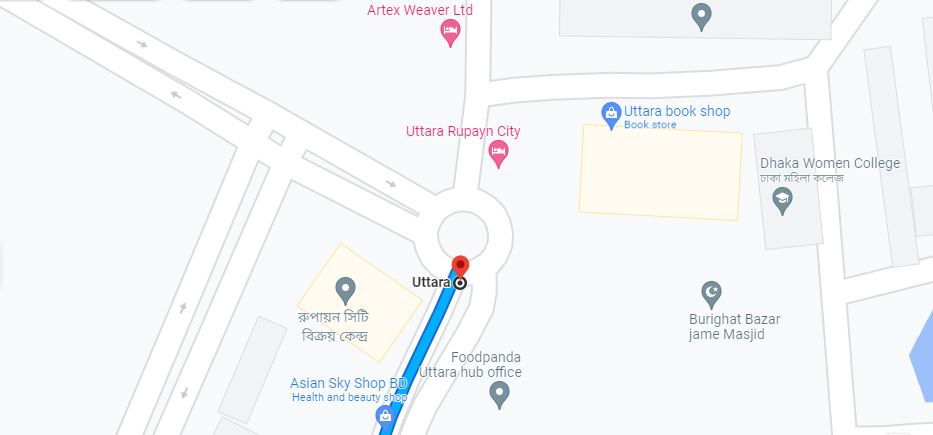 Artex Weaver Ltd
Uttara book shop
Book store
Uttara Rupayn City
Dhaka Women College
ঢাকা মহিলা কলেজ
Uttara
রুপায়ন সিটি
বিক্রয় কেন্দ্র
Burighat Bazar
jame Masjid
Foodpanda
Uttara hub office
Asian Sky Shop BD
Health and beauty shop